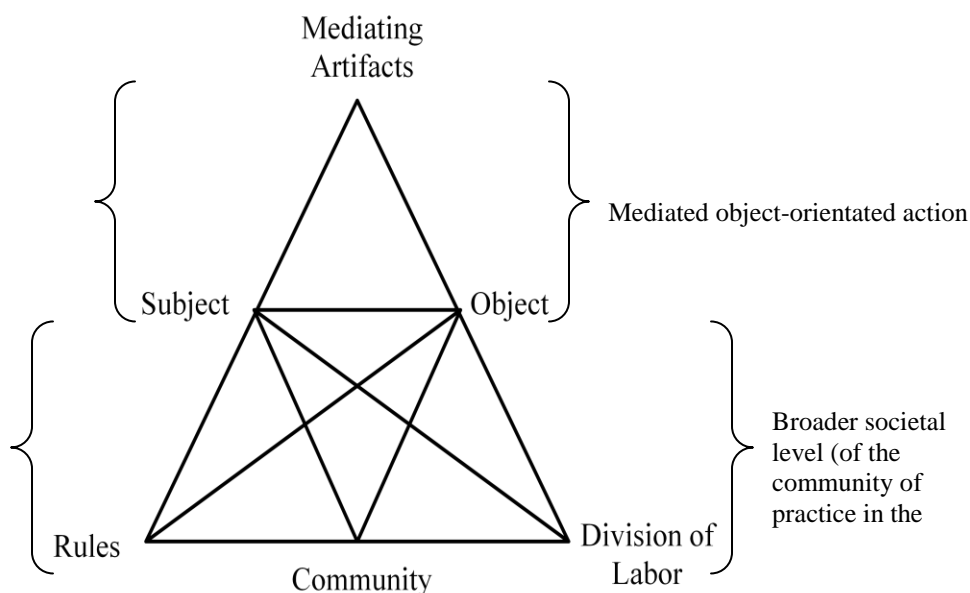 Mediating
Artifacts
Mediated object-orientated action
Subject
Object
Broader societal
level (of the
community of
practice in the
Rules
Division of
Labor
Community